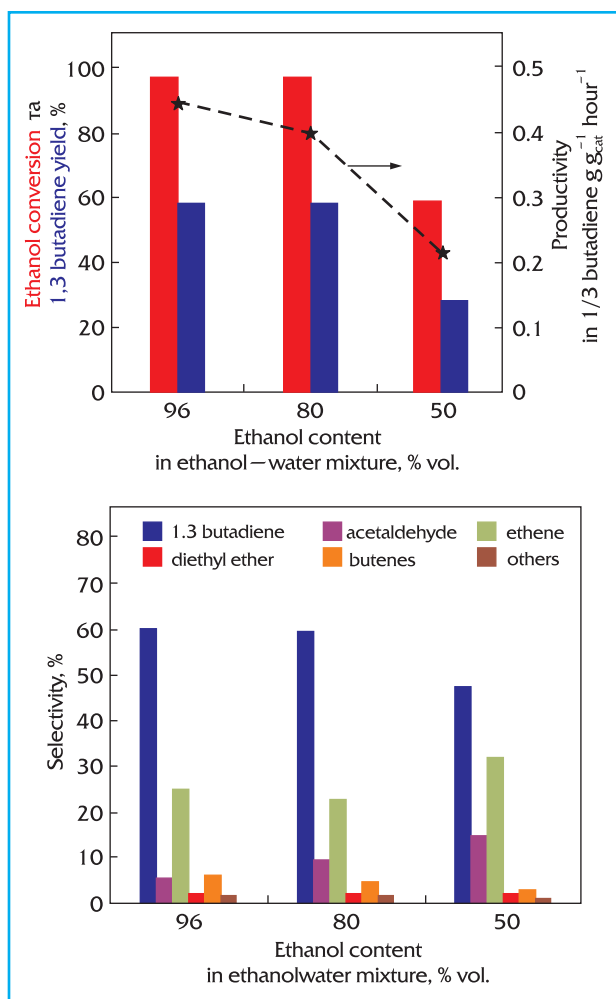 Ethanol conversion та
1,3 butadiene yield, %
100
80
60
40
20
0
0.5
0.4
0.3
0.2
0.1
0
Productivity
in 1/3 butadiene g g⁻¹cat hour⁻¹
96 80 50
Ethanol content
in ethanol—water mixture, % vol.
1.3 butadiene acetaldehyde ethene
diethyl ether butenes others
Selectivity, %
80
70
60
50
40
30
20
10
0
96 80 50
Ethanol content
in ethanolwater mixture, % vol.